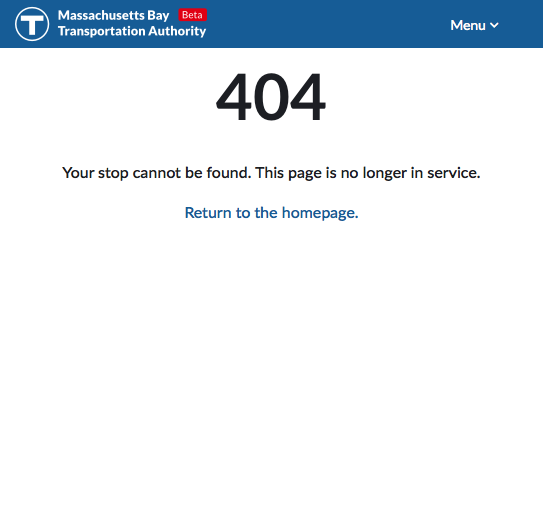 Massachusetts Bay Beta
Transportation Authority
T
Menu
404
Your stop cannot be found. This page is no longer in service.
Return to the homepage.